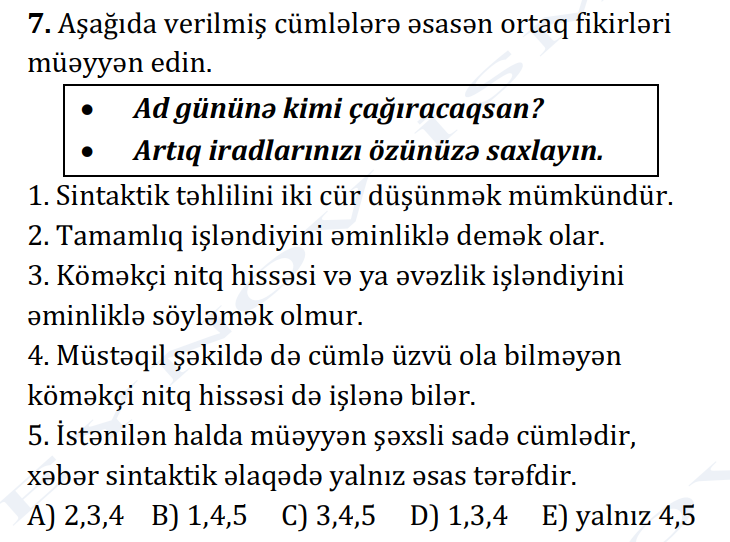 7. Aşağıda verilmiş cümlələrə əsasən ortaq fikirləri
müəyyən edin.
• Ad gününə kimi çağıracaqsan?
• Artıq iradlarınızı özünüzə saxlayın.
1. Sintaktik təhlilini iki cür düşünmək mümkündür.
2. Tamamlıq işləndiyini əminliklə demək olar.
3. Köməkçi nitq hissəsi və ya əvəzlik işləndiyini
əminliklə söyləmək olmur.
4. Müstəqil şəkildə də cümlə üzvü ola bilməyən
köməkçi nitq hissəsi də işlənə bilər.
5. İstənilən halda müəyyən şəxsli sadə cümlədir,
xəbər sintaktik əlaqədə yalnız əsas tərəfdir.
A) 2,3,4 B) 1,4,5 C) 3,4,5 D) 1,3,4 E) yalnız 4,5